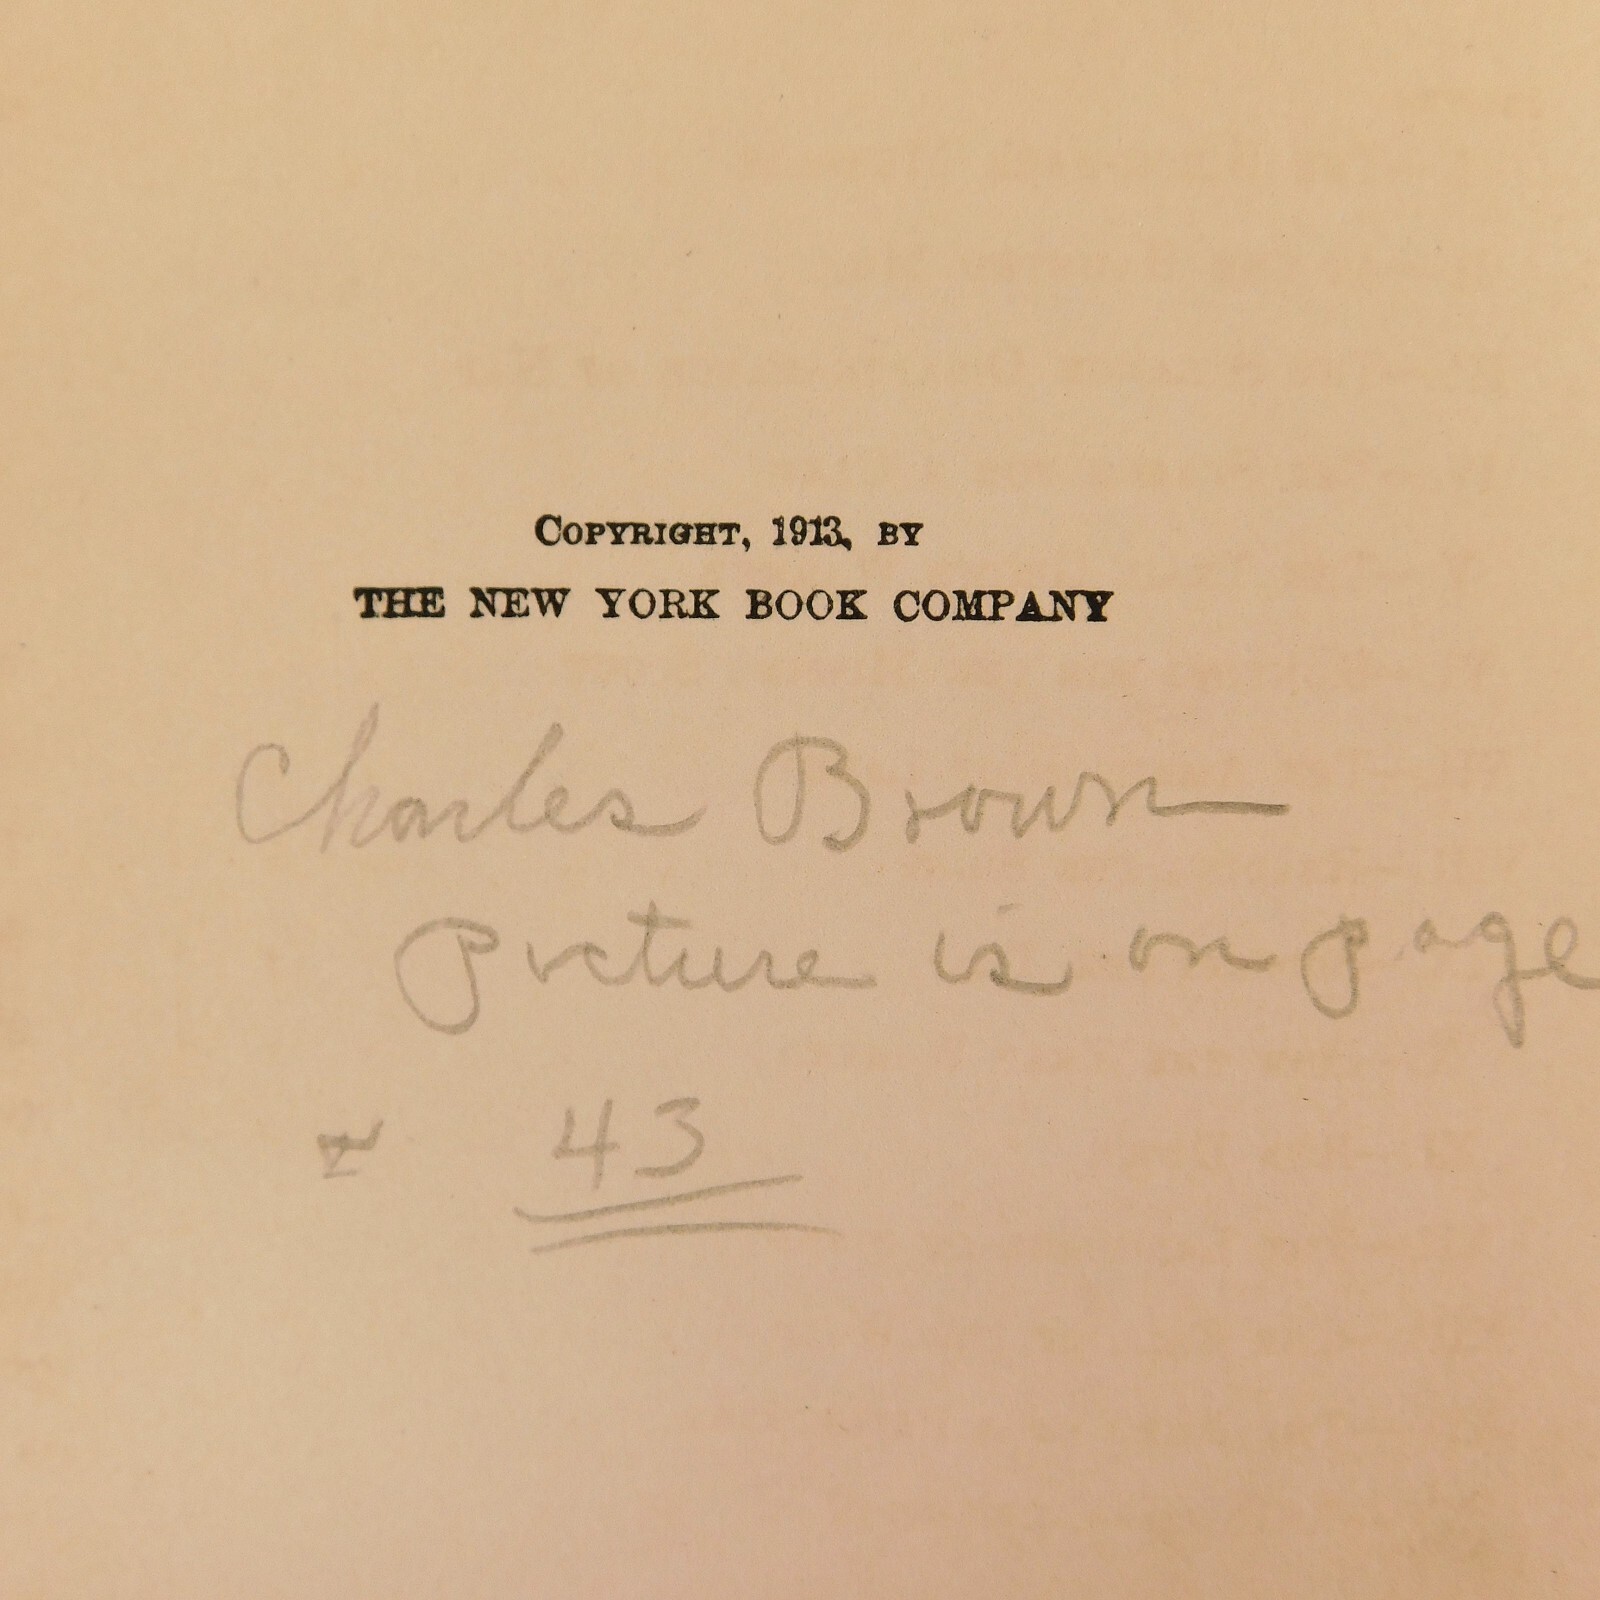 COPYRIGHT, 1913, BY
THE NEW YORK BOOK COMPANY
Charles Brown
Picture is on page
43